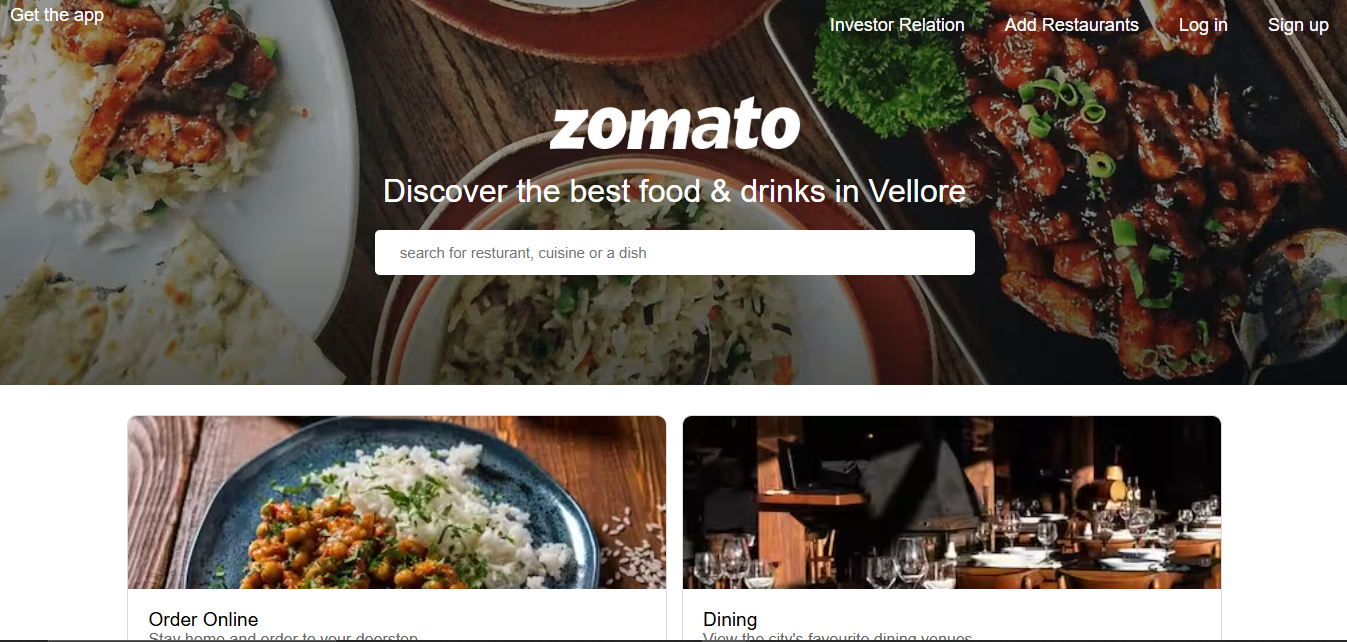 Get the app
Investor Relation Add Restaurants Log in Sign up
zomato
Discover the best food & drinks in Vellore
search for resturant, cuisine or a dish
Order Online
Stay home and order to your doorstep
Dining
View the city's favourite dining venues